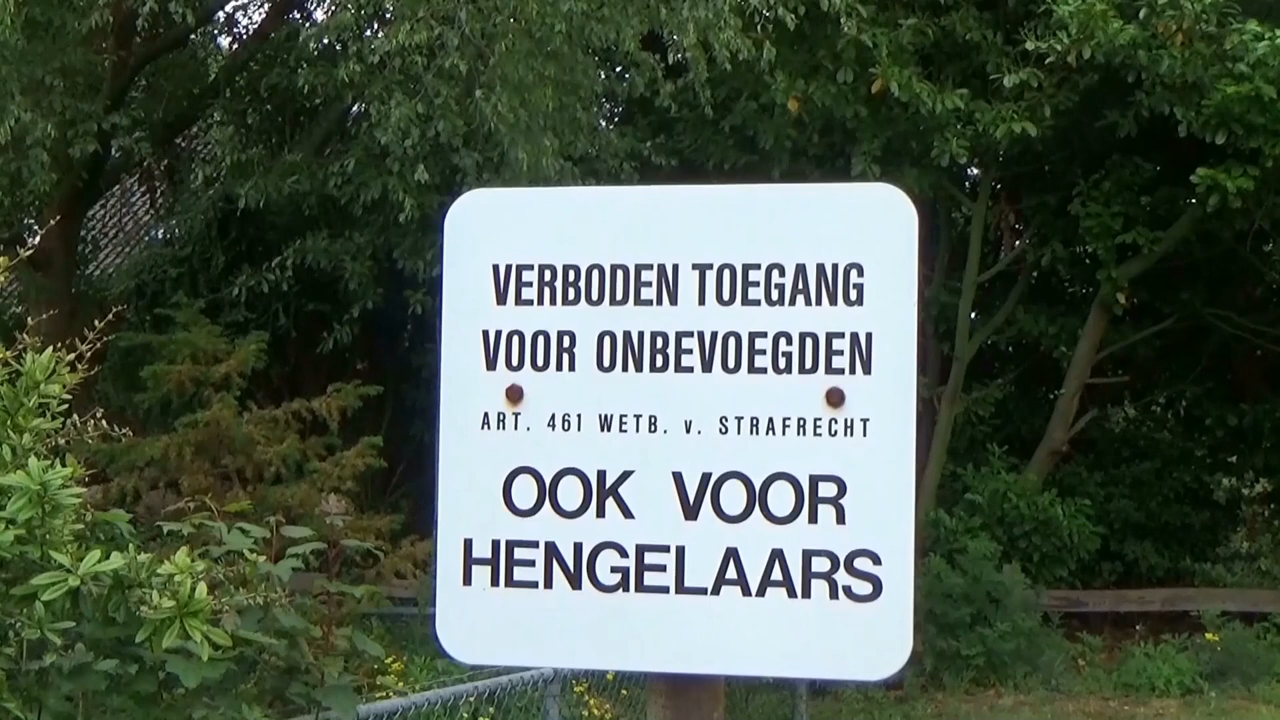 VERBODEN TOEGANG
VOOR ONBEVOEGDEN
ART. 461 WETB. v. STRAFRECHT
OOK VOOR
HENGELAARS